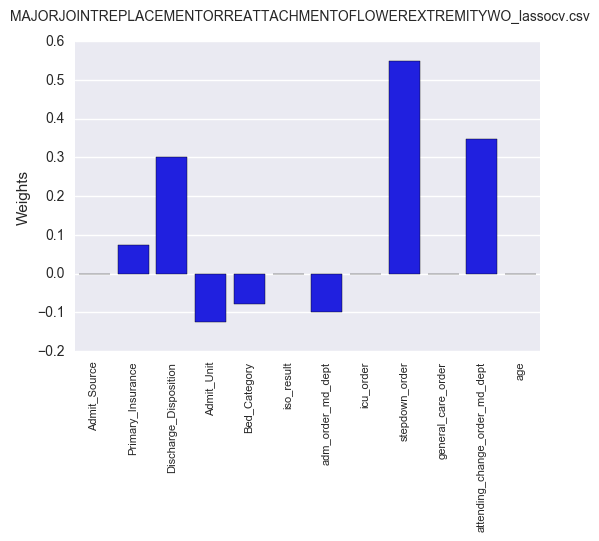 MAJORJOINTREPLACEMENTORREATTACHMENTOFLOWEREXTREMITYWO_lassocv.csv
0.6
0.5
0.4
0.3
0.2
0.1
0.0
−0.1
−0.2
Weights
Admit_Source
Primary_Insurance
Discharge_Disposition
Admit_Unit
Bed_Category
iso_result
adm_order_md_dept
icu_order
stepdown_order
general_care_order
attending_change_order_md_dept
age